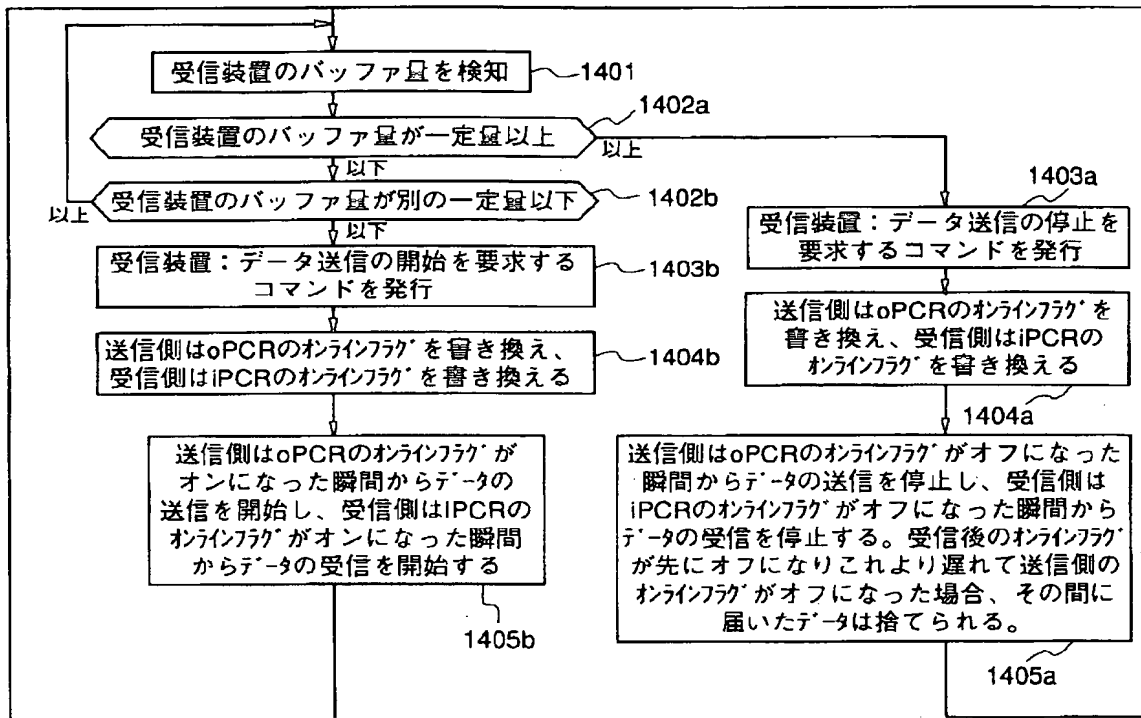 受信装置のバッファ量を検知
1401
1402a
受信装置のバッファ量が一定量以上
以上
以下
受信装置のバッファ量が別の一定量以下
以上
1402b
以下
1403b
受信装置：データ送信の開始を要求する
コマンドを発行
1404b
送信側はoPCRのｵﾝﾗｲﾝﾌﾗｸﾞを書き換え、
受信側はiPCRのｵﾝﾗｲﾝﾌﾗｸﾞを書き換える
送信側はoPCRのｵﾝﾗｲﾝﾌﾗｸﾞが
オンになった瞬間からﾃﾞｰﾀの
送信を開始し、受信側はIPCRの
ｵﾝﾗｲﾝﾌﾗｸﾞがオンになった瞬間
からﾃﾞｰﾀの受信を開始する
1405b
1403a
受信装置：データ送信の停止を
要求するコマンドを発行
送信側はoPCRのｵﾝﾗｲﾝﾌﾗｸﾞを
書き換え、受信側はiPCRの
ｵﾝﾗｲﾝﾌﾗｸﾞを書き換える
1404a
送信側はoPCRのｵﾝﾗｲﾝﾌﾗｸﾞがオフになった
瞬間からﾃﾞｰﾀの送信を停止し、受信側は
iPCRのｵﾝﾗｲﾝﾌﾗｸﾞがオフになった瞬間から
ﾃﾞｰﾀの受信を停止する。受信後のｵﾝﾗｲﾝﾌﾗｸﾞ
が先にオフになりこれより遅れて送信側の
ｵﾝﾗｲﾝﾌﾗｸﾞがオフになった場合、その間に
届いたﾃﾞｰﾀは捨てられる。
1405a